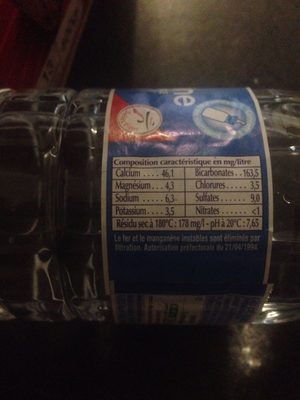 ne
Composition caractéristique en mg/litre
Calcium .... 46,1 Bicarbonates.. 163,5
Magnésium... 4,3 Chlorures..... 3,5
Sodium ..... 6,3 Sulfates...... 9,0
Potassium... 3,5 Nitrates ..... <1
Résidu sec à 180°C : 178 mg/l - pH à 20°C : 7,65
Le fer et le manganèse instables sont éliminés par
filtration. Autorisation préfectorale du 21/04/1994